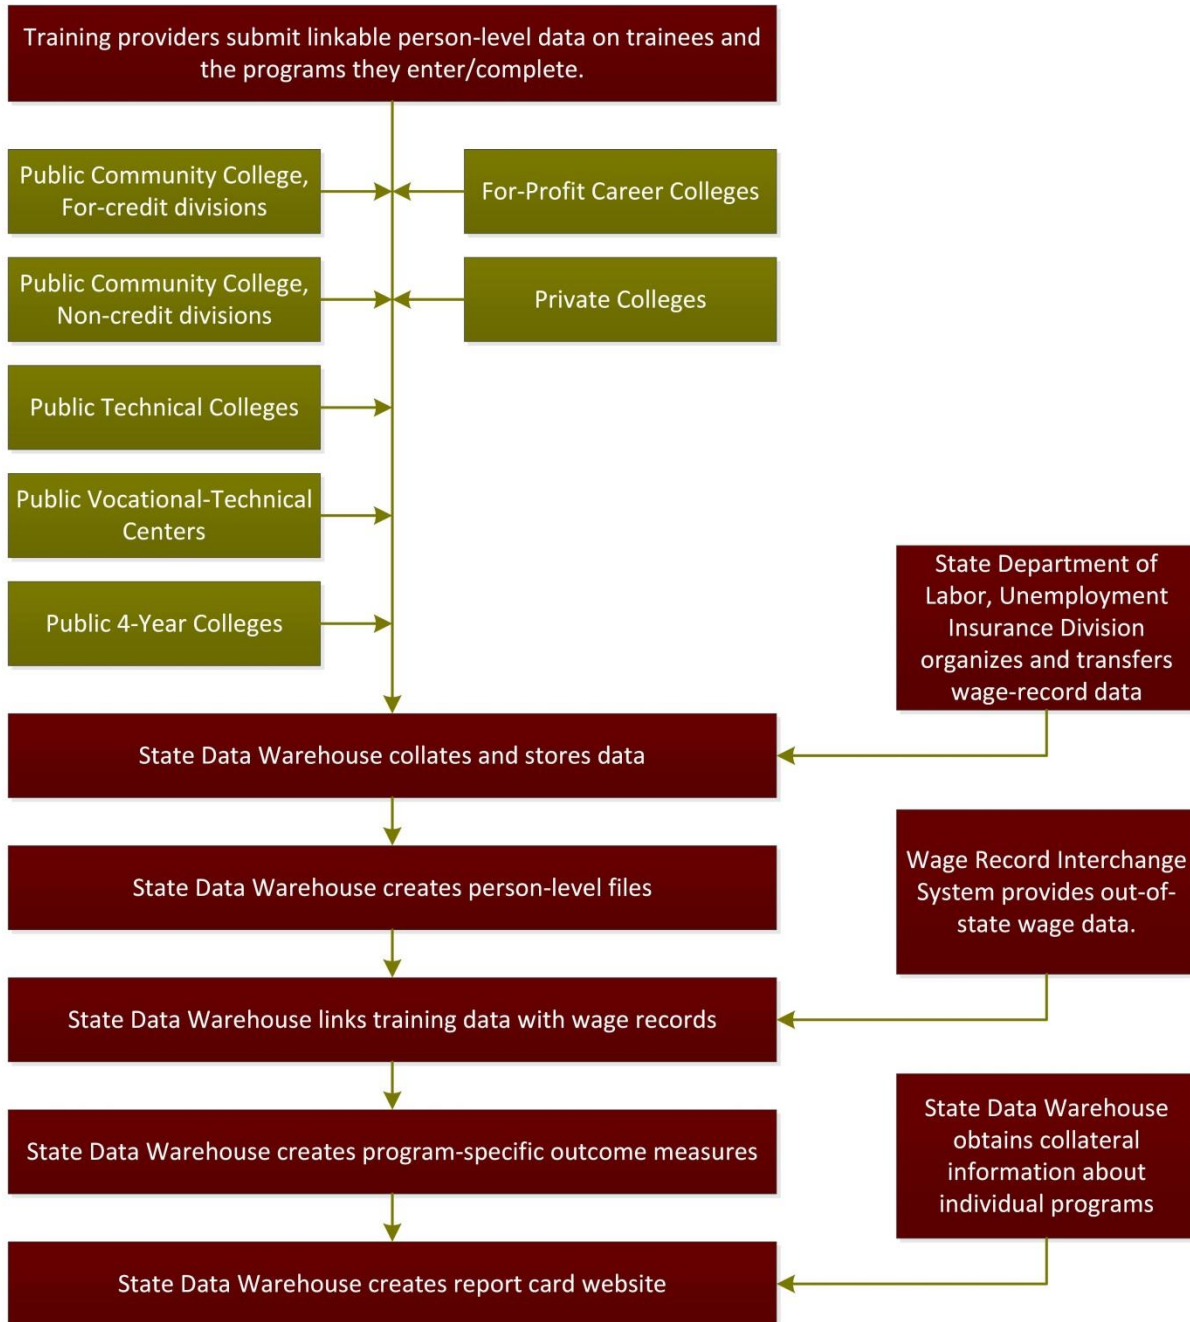 Training providers submit linkable person-level data on trainees and
the programs they enter/complete.
Public Community College,
For-credit divisions
For-Profit Career Colleges
Public Community College,
Non-credit divisions
Private Colleges
Public Technical Colleges
Public Vocational-Technical
Centers
Public 4-Year Colleges
State Department of
Labor, Unemployment
Insurance Division
organizes and transfers
wage-record data
State Data Warehouse collates and stores data
Wage Record Interchange
System provides out-of-
state wage data.
State Data Warehouse creates person-level files
State Data Warehouse links training data with wage records
State Data Warehouse
obtains collateral
information about
individual programs
State Data Warehouse creates program-specific outcome measures
State Data Warehouse creates report card website